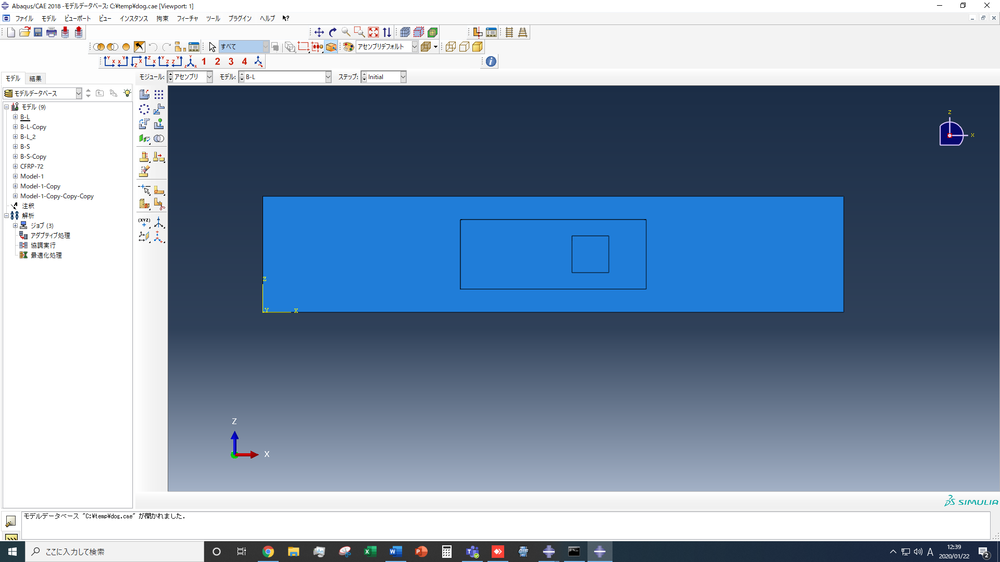 Abaqus/CAE 2018 -モデルデータベース: C:¥temp¥dog.cae [Viewport: 1]
ファイル モデル ビューポート ビュー インスタンス 拘束 フィーチャ ツール プラグイン ヘルプ
すべて
アセンブリデフォルト
1 2 3 4
モジュール: アセンブリ モデル: B-L ステップ: Initial
モデル 結果
モデルデータベース
モデル (9)
B-L
B-L-Copy
B-L_2
B-S
B-S-Copy
CFRP-72
Model-1
Model-1-Copy
Model-1-Copy-Copy-Copy
注釈
解析
ジョブ (3)
アダプティブ処理
協調実行
最適化処理
(XYZ)
Z
X
Z
Y
X
Z
X
SIMULIA
モデルデータベース "C:¥temp¥dog.cae" が開かれました.
ここに入力して検索
A
12:39
2020/01/22
2